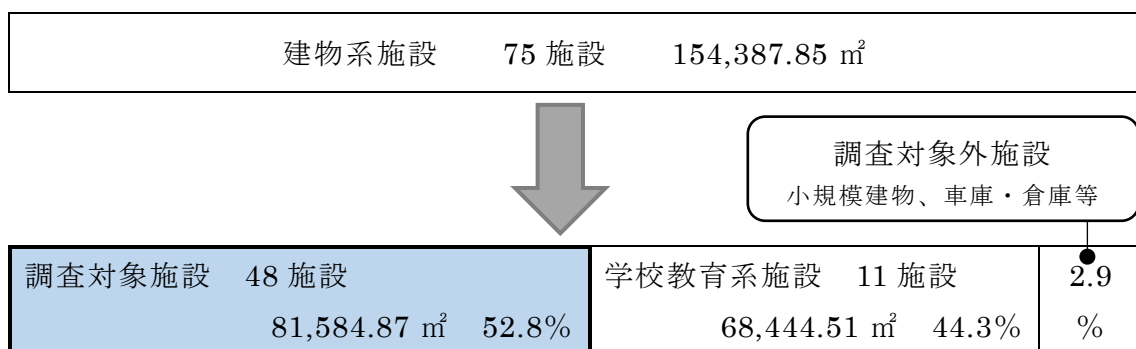 建物系施設 75 施設 154,387.85 ㎡
調査対象外施設
小規模建物、車庫・倉庫等
調査対象施設 48 施設
81,584.87 ㎡ 52.8%
学校教育系施設 11 施設
68,444.51 ㎡ 44.3%
2.9
%